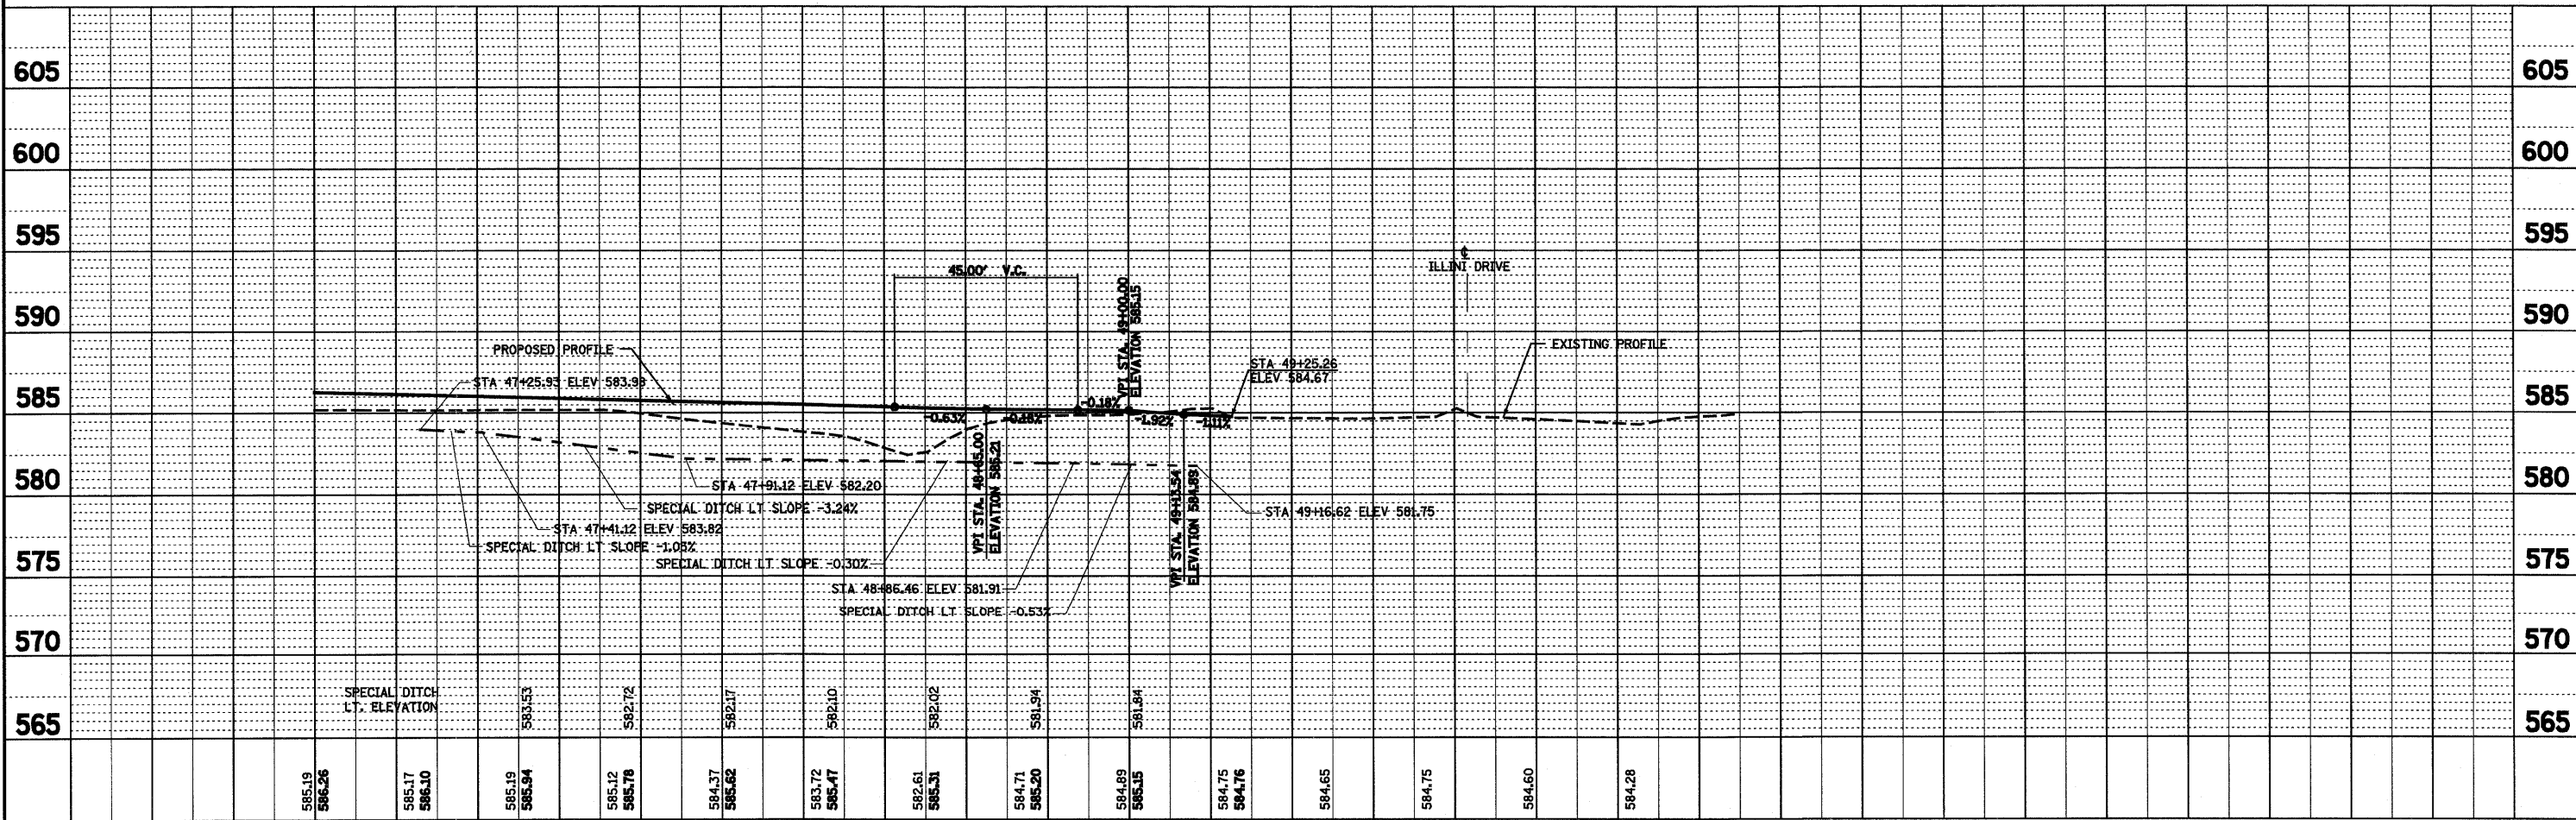 605
605
600
600
595
595
₵
ILLINI DRIVE
45.00' V.C.
VPI STA. 49+00.00
ELEVATION 585.15
590
590
PROPOSED PROFILE
EXISTING PROFILE
STA 49+25.26
ELEV 584.67
STA 47+25.93 ELEV 583.98
585
585
-0.63%
-0.18%
-0.18%
-1.92%
-1.11%
VPI STA. 48+65.00
ELEVATION 585.21
580
580
STA 47+91.12 ELEV 582.20
SPECIAL DITCH LT SLOPE -3.24%
STA 49+16.62 ELEV 581.75
VPI STA. 49+13.54
ELEVATION 584.89
STA 47+41.12 ELEV 583.82
SPECIAL DITCH LT SLOPE -1.05%
575
575
SPECIAL DITCH LT SLOPE -0.30%
STA 48+86.46 ELEV 581.91
SPECIAL DITCH LT SLOPE -0.53%
570
570
SPECIAL DITCH
LT. ELEVATION
583.53
582.72
582.17
582.10
582.02
581.94
581.84
565
565
585.19
586.26
585.17
586.10
585.19
585.94
585.12
585.78
584.37
585.62
583.72
585.47
582.61
585.31
584.71
585.20
584.89
585.15
584.75
584.76
584.65
584.75
584.60
584.28